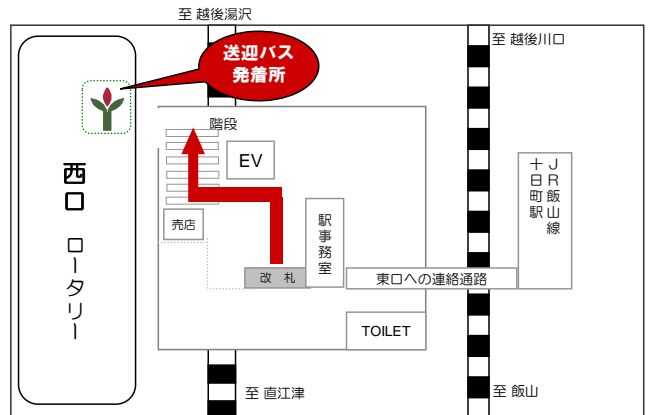 至 越後湯沢
至 越後川口
送迎バス
発着所
階段
EV
西口 ロータリー
売店
駅事務室
改 札
東口への連絡通路
JR飯山線
十日町駅
TOILET
至 直江津
至 飯山